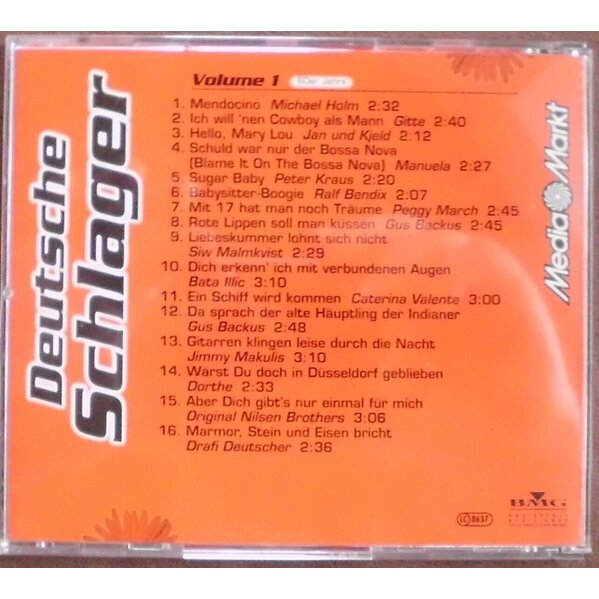 Deutsche
Schlager
Volume 1 60er Jahre
1. Mendocino Michael Holm 2:32
2. Ich will 'nen Cowboy als Mann Gitte 2:40
3. Hello, Mary Lou Jan und Kjeld 2:12
4. Schuld war nur der Bossa Nova
(Blame It On The Bossa Nova) Manuela 2:27
5. Sugar Baby Peter Kraus 2:20
6. Babysitter-Boogie Ralf Bendix 2:07
7. Mit 17 hat man noch Träume Peggy March 2:45
8. Rote Lippen soll man küssen Gus Backus 2:45
9. Liebeskummer lohnt sich nicht
Siw Malmkvist 2:29
10. Dich erkenn' ich mit verbundenen Augen
Bata Illic 3:10
11. Ein Schiff wird kommen Caterina Valente 3:00
12. Da sprach der alte Häuptling der Indianer
Gus Backus 2:48
13. Gitarren klingen leise durch die Nacht
Jimmy Makulis 3:10
14. Wärst Du doch in Düsseldorf geblieben
Dorthe 2:33
15. Aber Dich gibt's nur einmal für mich
Original Nilsen Brothers 3:06
16. Marmor, Stein und Eisen bricht
Drafi Deutscher 2:36
Media Markt
LC 8637
BMG